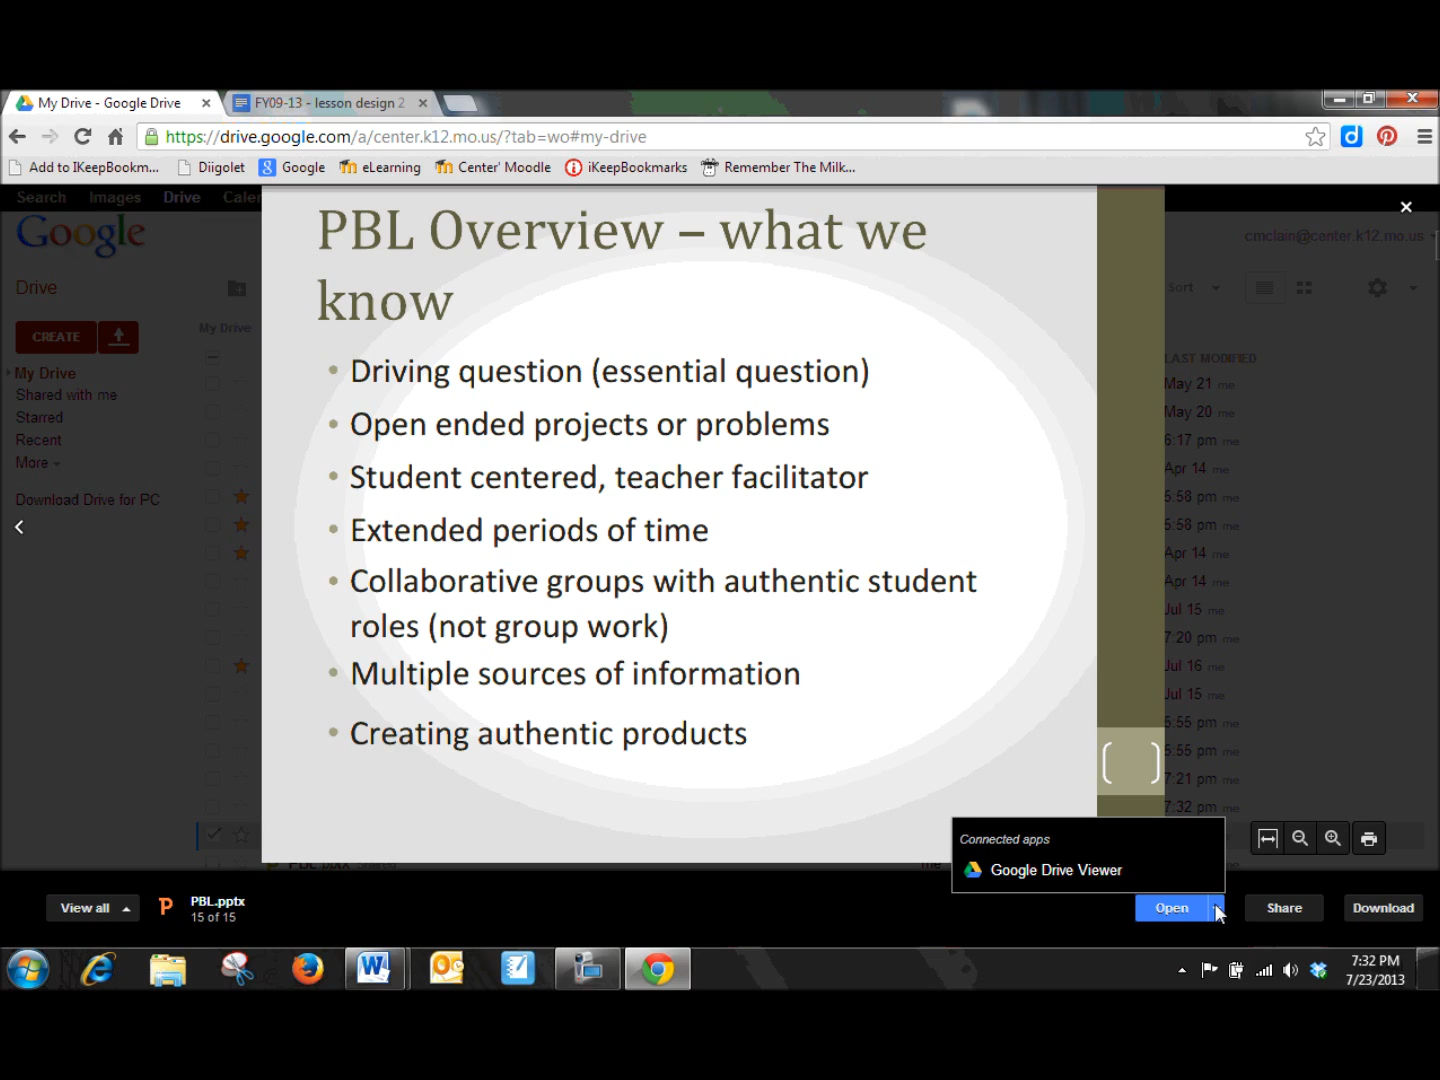 My Drive - Google Drive
FY09-13 - lesson design 2
https://drive.google.com/a/center.k12.mo.us/?tab=wo#my-drive
Add to IKeepBookm...
Diigolet
Google
eLearning
Center' Moodle
iKeepBookmarks
Remember The Milk...
Search Images Drive Caler
Google
cmclain@center.k12.mo.us
Drive
Sort
CREATE
My Drive
LAST MODIFIED
My Drive
Shared with me
Starred
Recent
More
Download Drive for PC
PBL Overview – what we
know
• Driving question (essential question)
• Open ended projects or problems
• Student centered, teacher facilitator
• Extended periods of time
• Collaborative groups with authentic student
roles (not group work)
• Multiple sources of information
• Creating authentic products
May 21 me
May 20 me
6:17 pm me
Apr 14 me
5:58 pm me
5:58 pm me
Apr 14 me
Apr 14 me
Jul 15 me
7:20 pm me
Jul 16 me
Jul 15 me
5:55 pm me
5:55 pm me
7:21 pm me
7:32 pm me
Connected apps
Google Drive Viewer
View all
PBL.pptx
15 of 15
Open
Share
Download
7:32 PM
7/23/2013